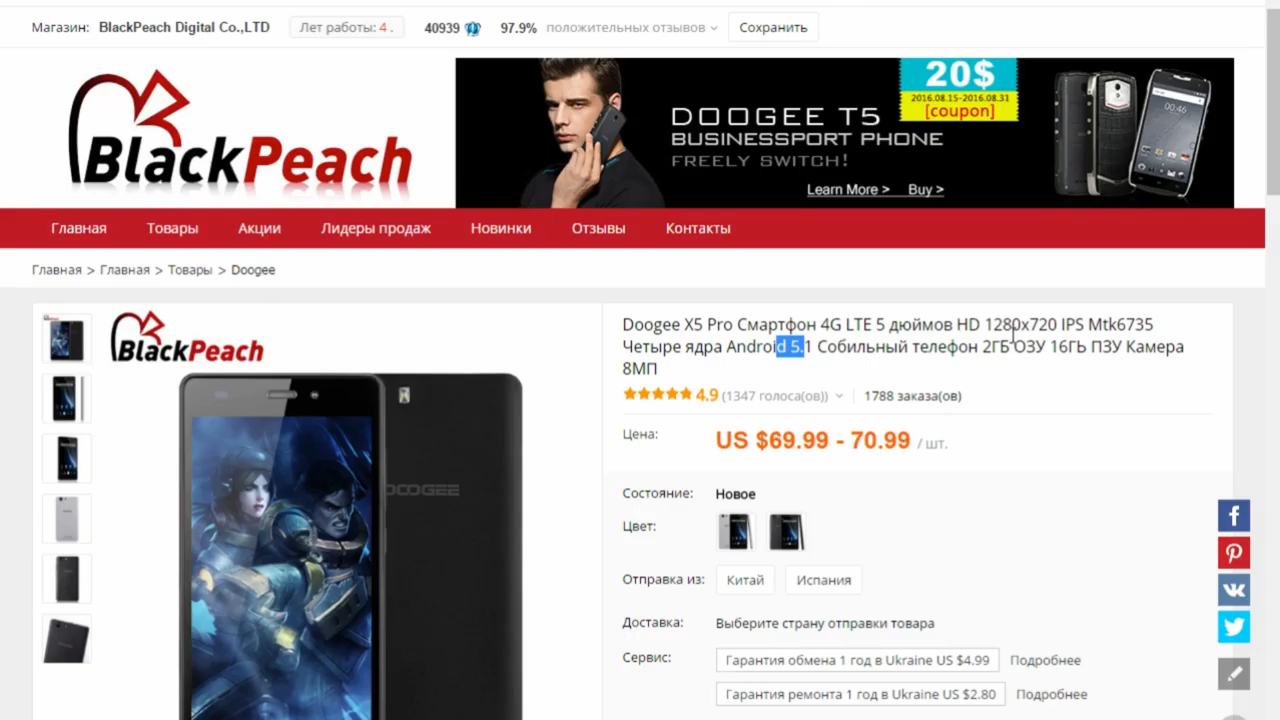 Магазин: BlackPeach Digital Co.,LTD Лет работы: 4 . 40939 97.9% положительных отзывов Сохранить
BlackPeach
20$
2016.08.15-2016.08.31
[coupon]
DOOGEE T5
BUSINESSPORT PHONE
FREELY SWITCH!
Learn More > Buy >
00:46
Главная Товары Акции Лидеры продаж Новинки Отзывы Контакты
Главная > Главная > Товары > Doogee
BlackPeach
DOOGEE
Doogee X5 Pro Смартфон 4G LTE 5 дюймов HD 1280x720 IPS Mtk6735
Четыре ядра Android 5.1 Собильный телефон 2ГБ ОЗУ 16ГЬ ПЗУ Камера
8МП
4.9 (1347 голоса(ов)) 1788 заказа(ов)
Цена: US $69.99 - 70.99 / шт.
Состояние: Новое
Цвет:
Отправка из: Китай Испания
Доставка: Выберите страну отправки товара
Сервис: Гарантия обмена 1 год в Ukraine US $4.99 Подробнее
Гарантия ремонта 1 год в Ukraine US $2.80 Подробнее